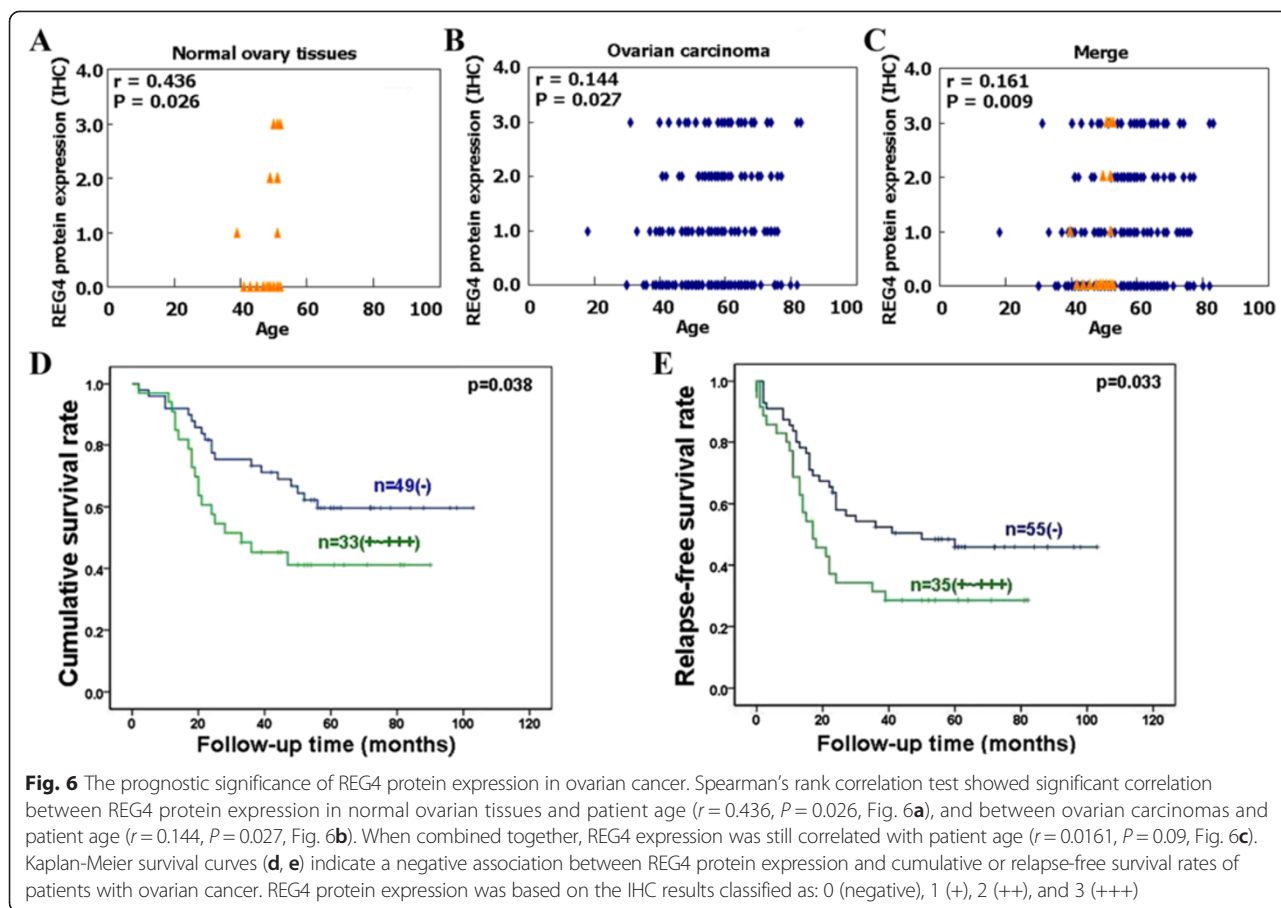 A
Normal ovary tissues
r = 0.436
P = 0.026
REG4 protein expression (IHC)
4.0
3.0
2.0
1.0
0.0
0 20 40 60 80 100
Age
B
Ovarian carcinoma
r = 0.144
P = 0.027
REG4 protein expression (IHC)
4.0
3.0
2.0
1.0
0.0
0 20 40 60 80 100
Age
C
Merge
r = 0.161
P = 0.009
REG4 protein expression (IHC)
4.0
3.0
2.0
1.0
0.0
0 20 40 60 80 100
Age
D
p=0.038
Cumulative survival rate
1.0
0.8
0.6
0.4
0.2
0.0
n=49(-)
n=33(+~+++)
0 20 40 60 80 100 120
Follow-up time (months)
E
p=0.033
Relapse-free survival rate
1.0
0.8
0.6
0.4
0.2
0.0
n=55(-)
n=35(+~+++)
0 20 40 60 80 100 120
Follow-up time (months)
Fig. 6 The prognostic significance of REG4 protein expression in ovarian cancer. Spearman's rank correlation test showed significant correlation
between REG4 protein expression in normal ovarian tissues and patient age (r = 0.436, P = 0.026, Fig. 6a), and between ovarian carcinomas and
patient age (r = 0.144, P = 0.027, Fig. 6b). When combined together, REG4 expression was still correlated with patient age (r = 0.0161, P = 0.09, Fig. 6c).
Kaplan-Meier survival curves (d, e) indicate a negative association between REG4 protein expression and cumulative or relapse-free survival rates of
patients with ovarian cancer. REG4 protein expression was based on the IHC results classified as: 0 (negative), 1 (+), 2 (++), and 3 (+++)